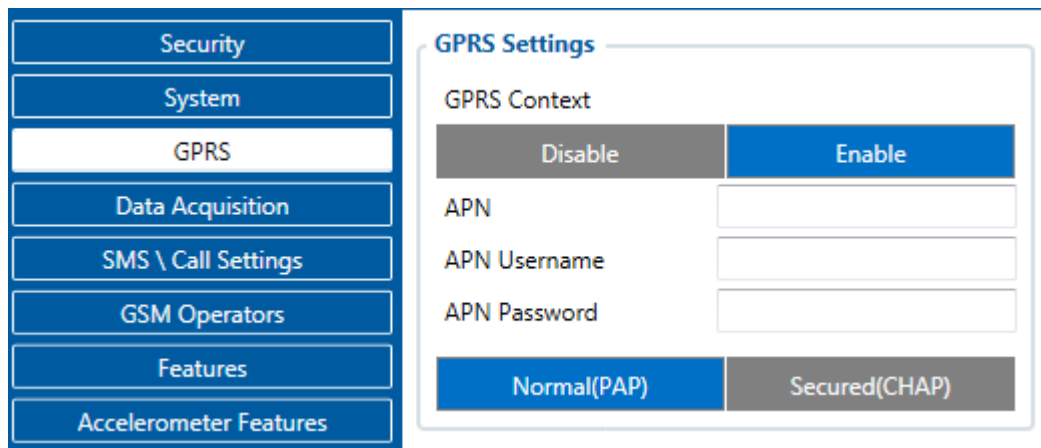 Security
System
GPRS
Data Acquisition
SMS \ Call Settings
GSM Operators
Features
Accelerometer Features
GPRS Settings
GPRS Context
Disable
Enable
APN
APN Username
APN Password
Normal(PAP)
Secured(CHAP)